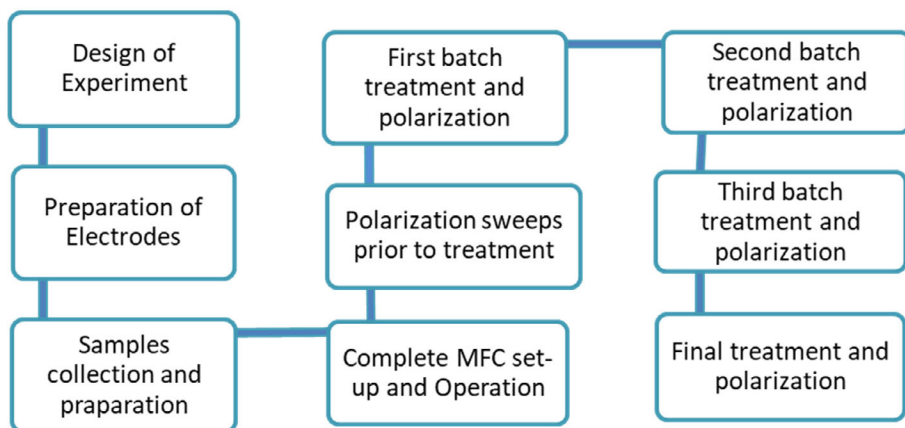 Design of
Experiment
Preparation of
Electrodes
Samples
collection and
praparation
Complete MFC set-
up and Operation
Polarization sweeps
prior to treatment
First batch
treatment and
polarization
Second batch
treatment and
polarization
Third batch
treatment and
polarization
Final treatment and
polarization